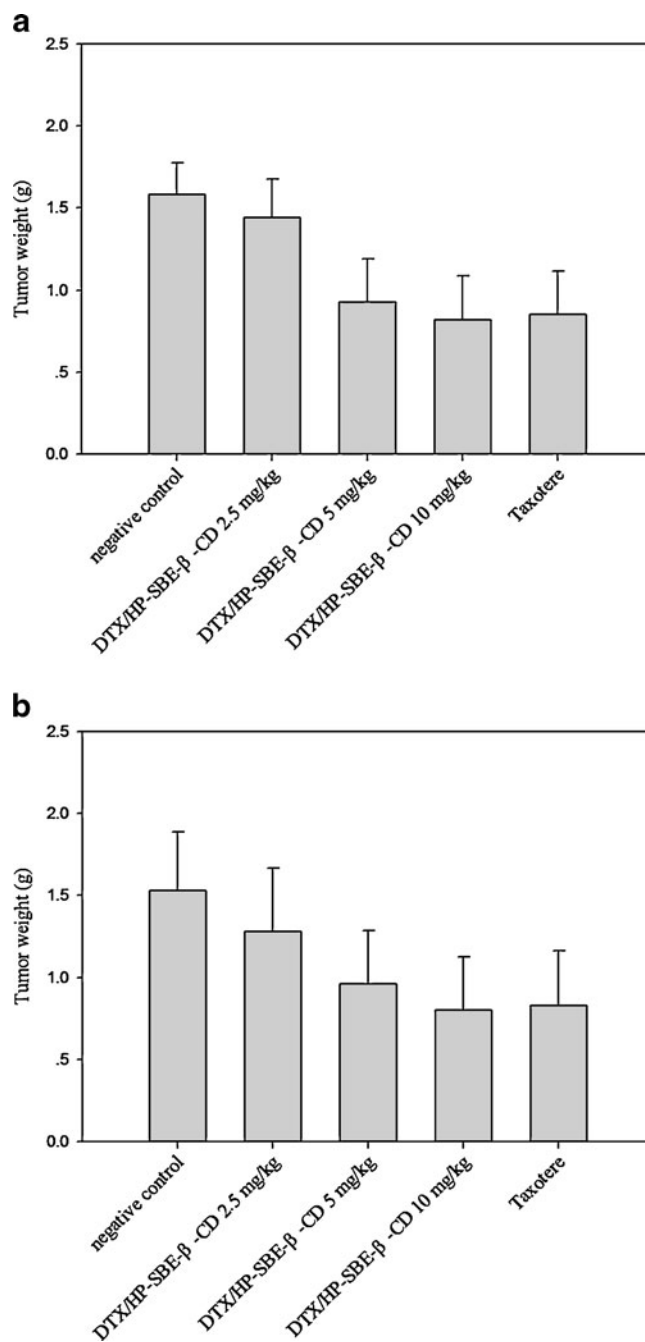 a
2.5
2.0
1.5
1.0
.5
0.0
Tumor weight (g)
negative control
DTX/HP-SBE-β -CD 2.5 mg/kg
DTX/HP-SBE-β -CD 5 mg/kg
DTX/HP-SBE-β -CD 10 mg/kg
Taxotere
b
2.5
2.0
1.5
1.0
.5
0.0
Tumor weight (g)
negative control
DTX/HP-SBE-β -CD 2.5 mg/kg
DTX/HP-SBE-β -CD 5 mg/kg
DTX/HP-SBE-β -CD 10 mg/kg
Taxotere